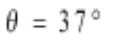 θ = 37°